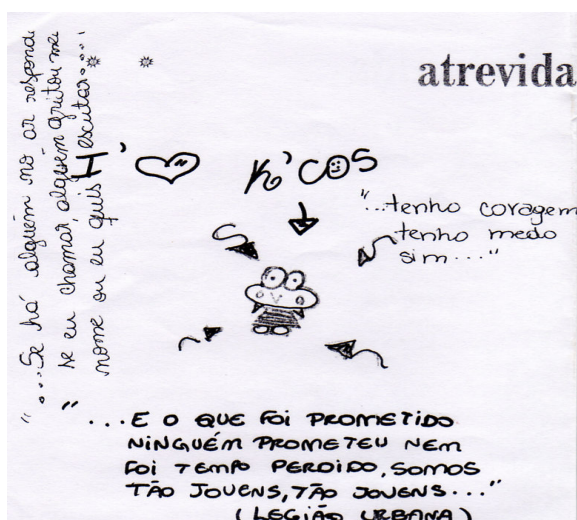 atrevida
"...Se há alguém no ar responda
se eu chamar, alguém gritou meu
nome ou eu quis escutar....."
I' K'COS
"...tenho coragem
tenho medo
sim..."
"...E O QUE FOI PROMETIDO
NINGUÉM PROMETEU NEM
FOI TEMPO PERDIDO, SOMOS
TÃO JOVENS, TÃO JOVENS..."
(LEGIÃO URBANA)